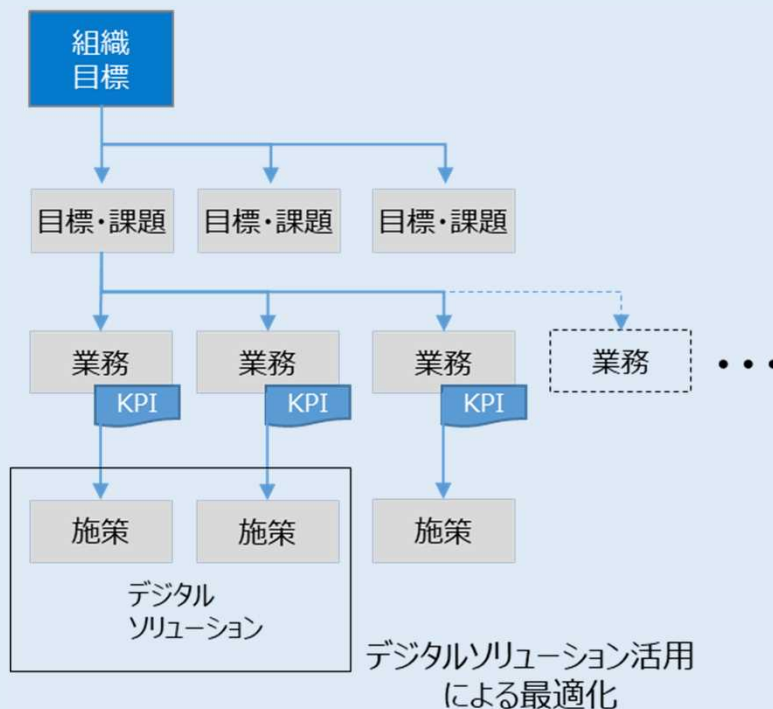 組織
目標
目標・課題
目標・課題
目標・課題
業務
業務
業務
業務
・・・
KPI
KPI
KPI
施策
施策
施策
デジタル
ソリューション
デジタルソリューション活用
による最適化